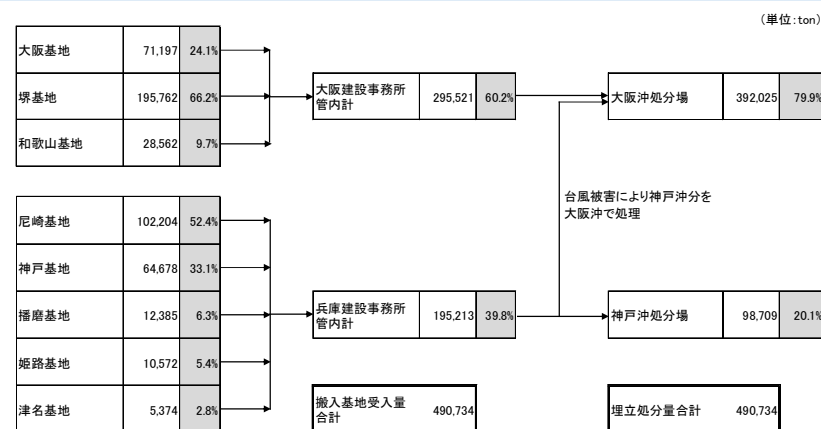 （単位:ton）
大阪基地 71,197 24.1%
堺基地 195,762 66.2%
和歌山基地 28,562 9.7%
大阪建設事務所
管内計 295,521 60.2%
大阪沖処分場 392,025 79.9%
台風被害により神戸沖分を
大阪沖で処理
尼崎基地 102,204 52.4%
神戸基地 64,678 33.1%
播磨基地 12,385 6.3%
姫路基地 10,572 5.4%
津名基地 5,374 2.8%
兵庫建設事務所
管内計 195,213 39.8%
神戸沖処分場 98,709 20.1%
搬入基地受入量
合計 490,734
埋立処分量合計 490,734